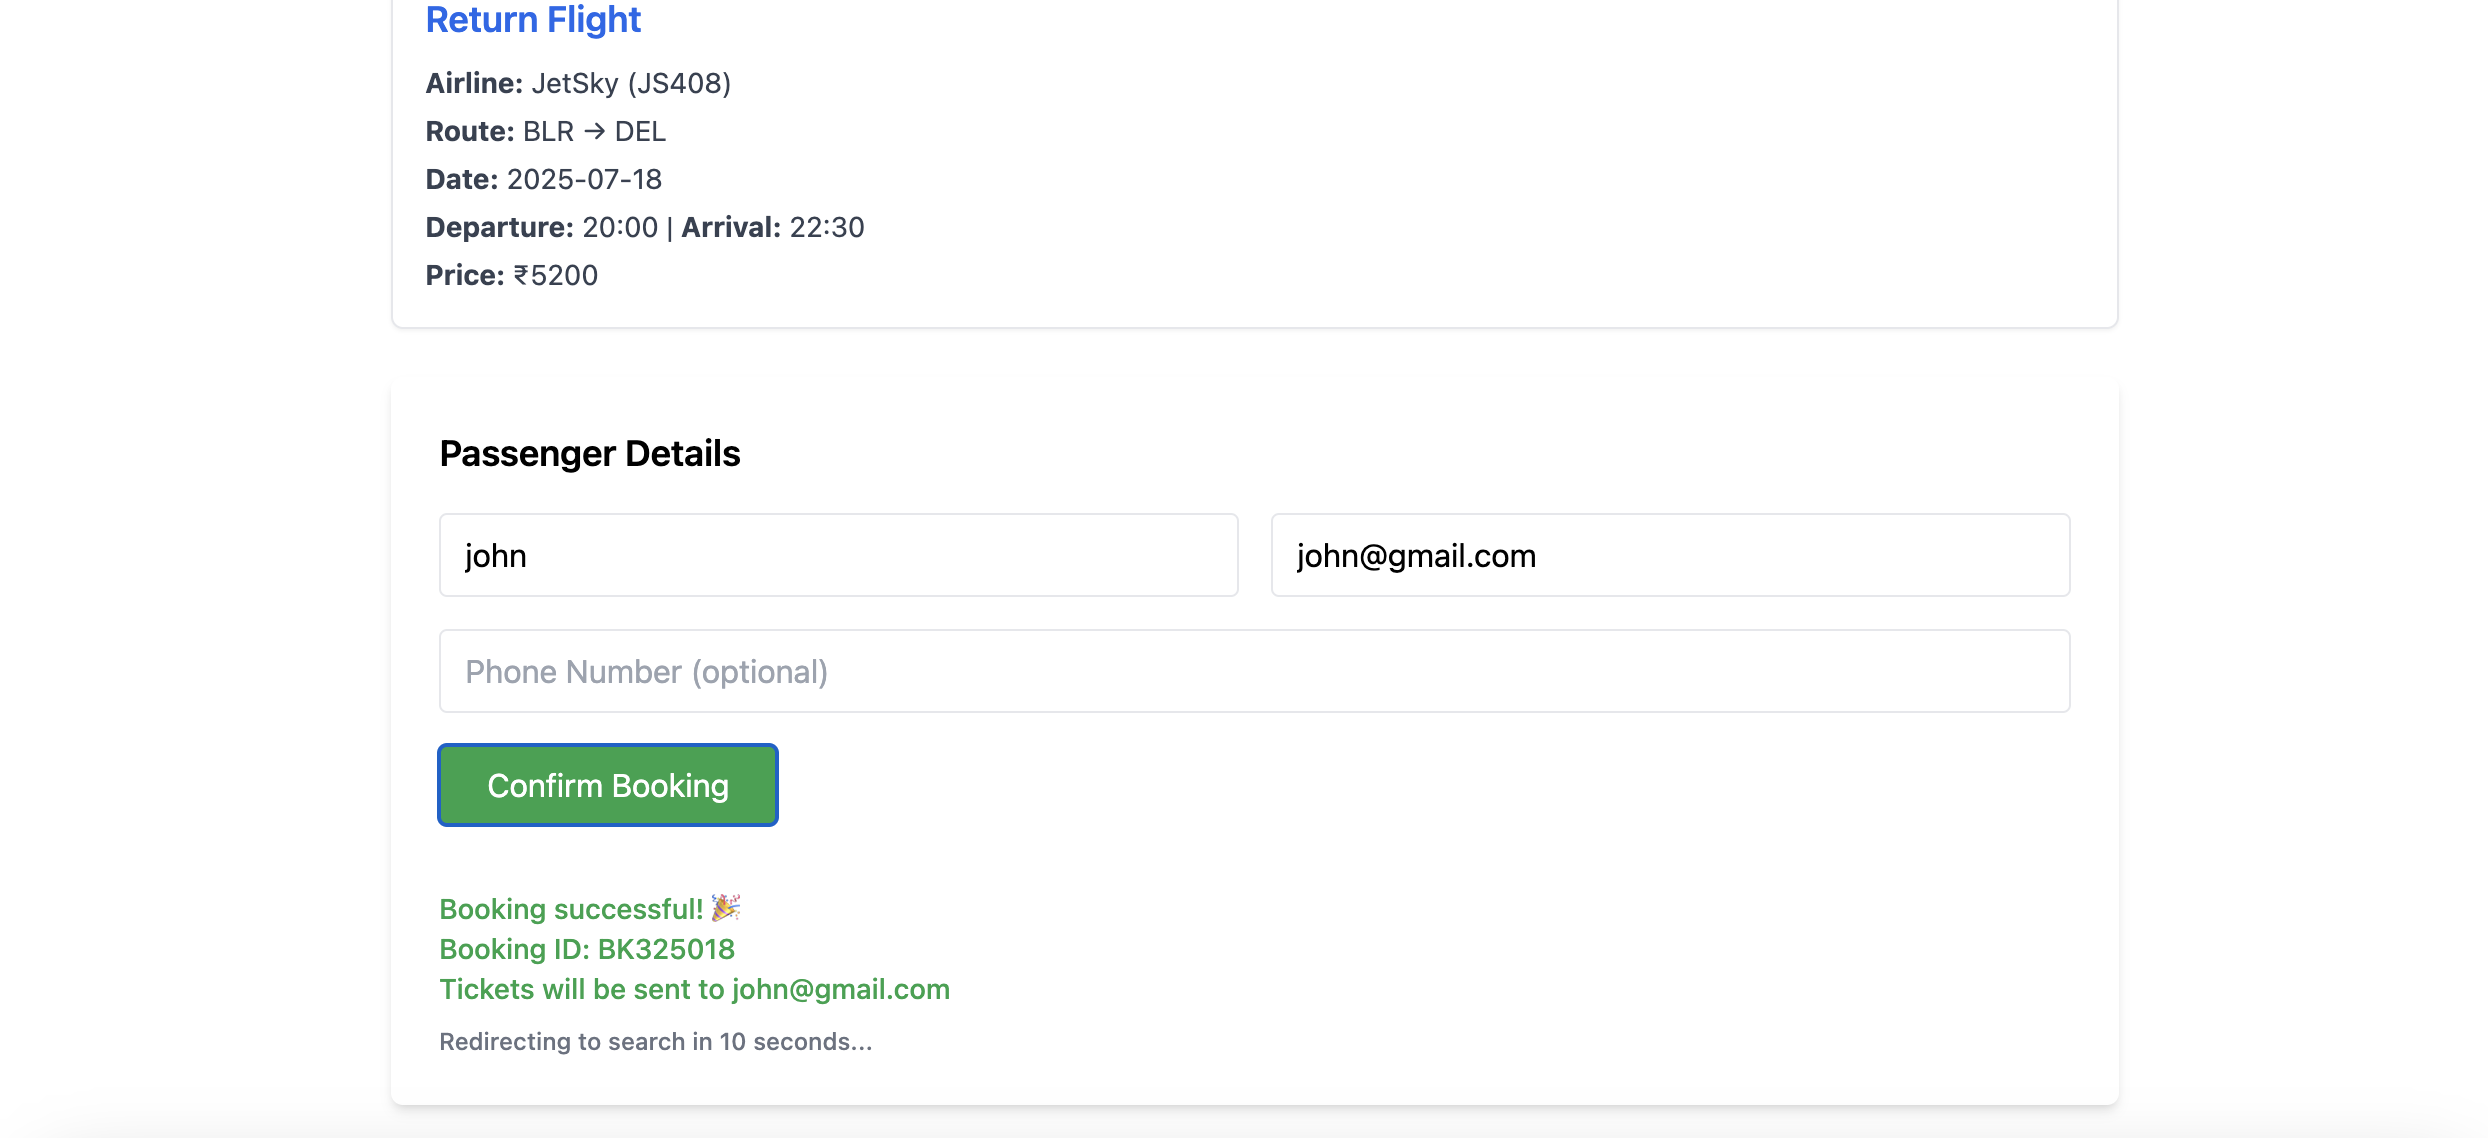 Return Flight
Airline: JetSky (JS408)
Route: BLR → DEL
Date: 2025-07-18
Departure: 20:00 | Arrival: 22:30
Price: ₹5200
Passenger Details
john
john@gmail.com
Phone Number (optional)
Confirm Booking
Booking successful! 🎉
Booking ID: BK325018
Tickets will be sent to john@gmail.com
Redirecting to search in 10 seconds...